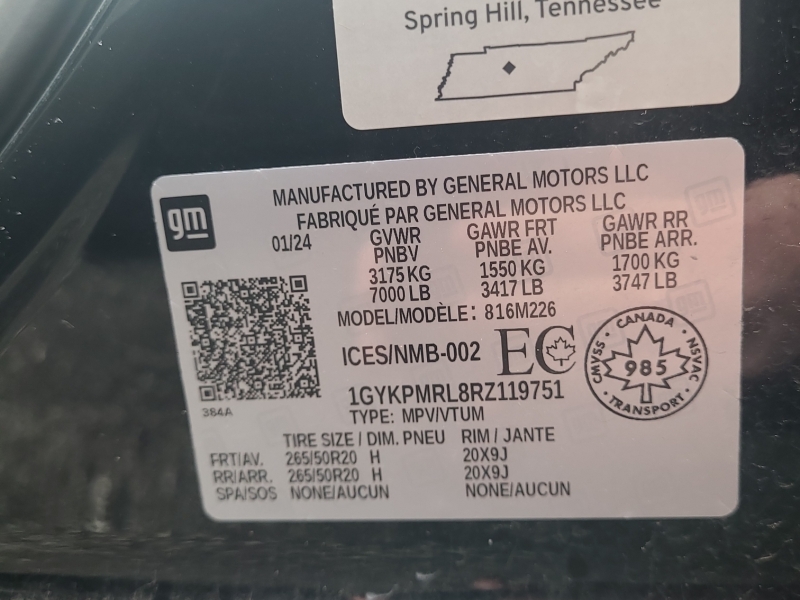 Spring Hill, Tennessee
gm
MANUFACTURED BY GENERAL MOTORS LLC
FABRIQUÉ PAR GENERAL MOTORS LLC
01/24 GVWR GAWR FRT GAWR RR
PNBV PNBE AV. PNBE ARR.
3175 KG 1550 KG 1700 KG
7000 LB 3417 LB 3747 LB
MODEL/MODÈLE: 816M226
ICES/NMB-002 EC
CANADA
CMVSS 985 NSVAC
TRANSPORT
1GYKPMRL8RZ119751
384A
TYPE: MPV/VTUM
TIRE SIZE / DIM. PNEU RIM / JANTE
FRT/AV. 265/50R20 H 20X9J
RR/ARR. 265/50R20 H 20X9J
SPA/SOS NONE/AUCUN NONE/AUCUN